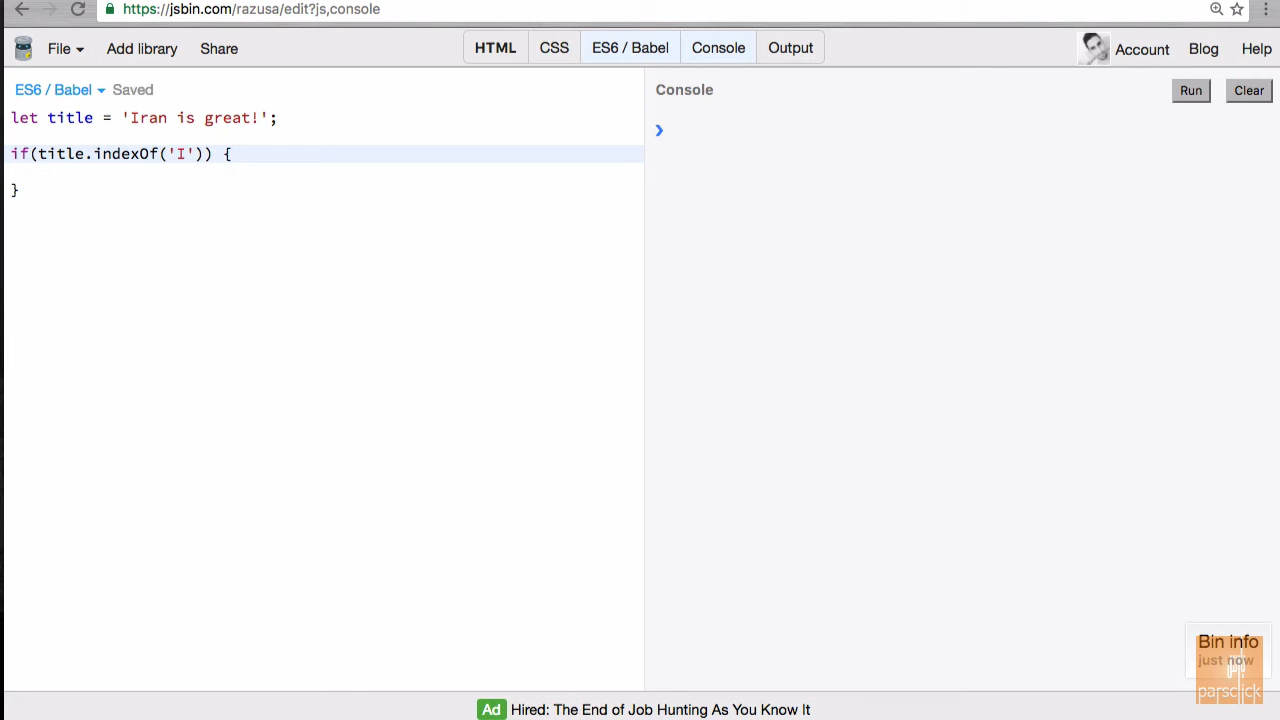 https://jsbin.com/razusa/edit?js,console
File Add library Share HTML CSS ES6 / Babel Console Output Account Blog Help
ES6 / Babel Saved
Console Run Clear
let title = 'Iran is great!';
if(title.indexOf('I')) {
}
Bin info
just now
parsclick
Ad Hired: The End of Job Hunting As You Know It